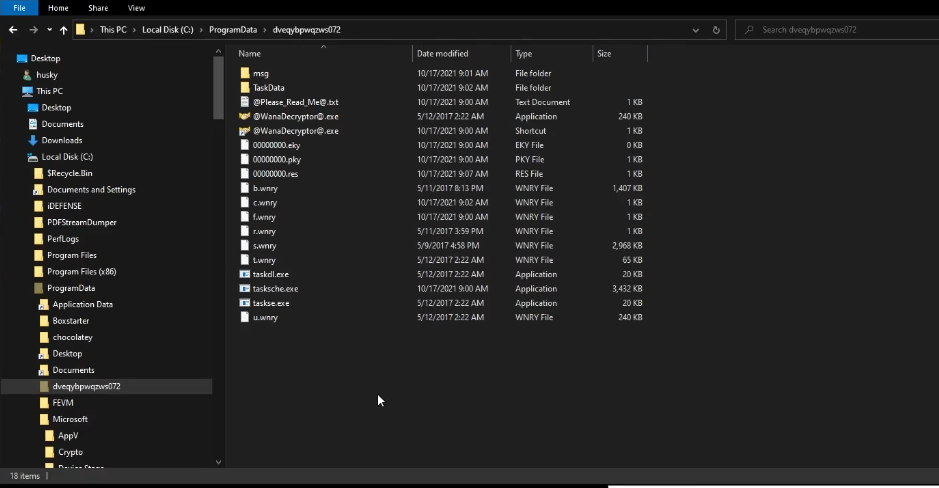 File Home Share View
This PC Local Disk (C:) ProgramData dveqybpwqzws072 Search dveqybpwqzws072
Name Date modified Type Size
Desktop
husky
This PC
Desktop
Documents
Downloads
Local Disk (C:)
$Recycle.Bin
Documents and Settings
iDEFENSE
PDFStreamDumper
PerfLogs
Program Files
Program Files (x86)
ProgramData
Application Data
Boxstarter
chocolatey
Desktop
Documents
dveqybpwqzws072
FEVM
Microsoft
AppV
Crypto
msg 10/17/2021 9:01 AM File folder
TaskData 10/17/2021 9:02 AM File folder
@Please_Read_Me@.txt 10/17/2021 9:00 AM Text Document 1 KB
@WanaDecryptor@.exe 5/12/2017 2:22 AM Application 240 KB
@WanaDecryptor@.exe 10/17/2021 9:00 AM Shortcut 1 KB
00000000.eky 10/17/2021 9:00 AM EKY File 0 KB
00000000.pky 10/17/2021 9:00 AM PKY File 1 KB
00000000.res 10/17/2021 9:07 AM RES File 1 KB
b.wnry 5/11/2017 8:13 PM WNRY File 1,407 KB
c.wnry 10/17/2021 9:02 AM WNRY File 1 KB
f.wnry 10/17/2021 9:00 AM WNRY File 1 KB
r.wnry 5/11/2017 3:59 PM WNRY File 1 KB
s.wnry 5/9/2017 4:58 PM WNRY File 2,968 KB
t.wnry 5/12/2017 2:22 AM WNRY File 65 KB
taskdl.exe 5/12/2017 2:22 AM Application 20 KB
tasksche.exe 10/17/2021 9:00 AM Application 3,432 KB
taskse.exe 5/12/2017 2:22 AM Application 20 KB
u.wnry 5/12/2017 2:22 AM WNRY File 240 KB
18 items